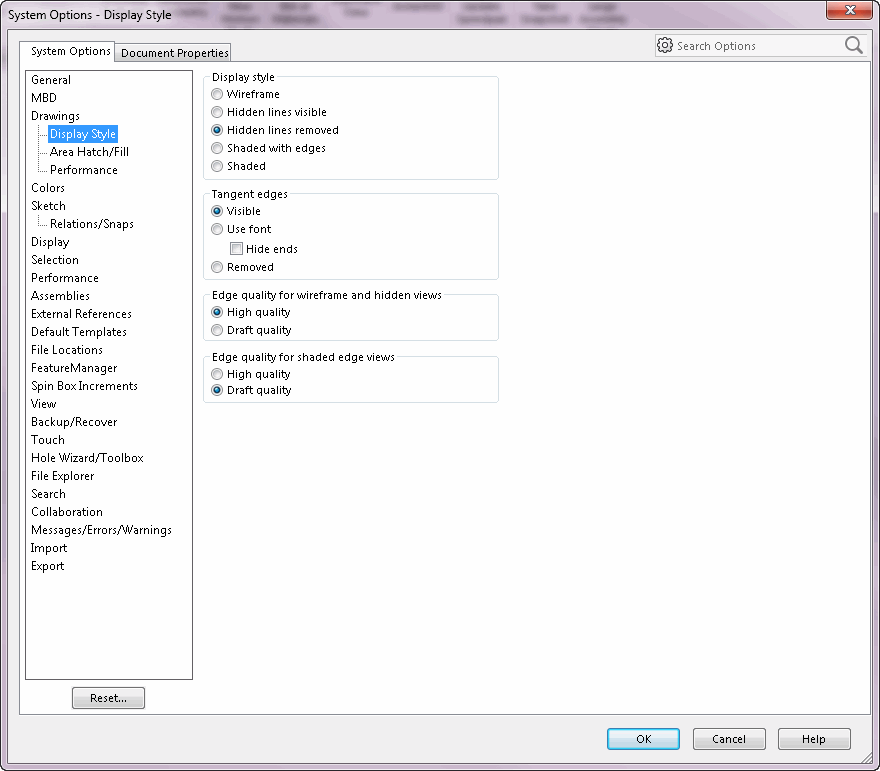 System Options - Display Style
System Options
Document Properties
Search Options
General
MBD
Drawings
Display Style
Area Hatch/Fill
Performance
Colors
Sketch
Relations/Snaps
Display
Selection
Performance
Assemblies
External References
Default Templates
File Locations
FeatureManager
Spin Box Increments
View
Backup/Recover
Touch
Hole Wizard/Toolbox
File Explorer
Search
Collaboration
Messages/Errors/Warnings
Import
Export
Reset...
Display style
Wireframe
Hidden lines visible
Hidden lines removed
Shaded with edges
Shaded
Tangent edges
Visible
Use font
Hide ends
Removed
Edge quality for wireframe and hidden views
High quality
Draft quality
Edge quality for shaded edge views
High quality
Draft quality
OK
Cancel
Help